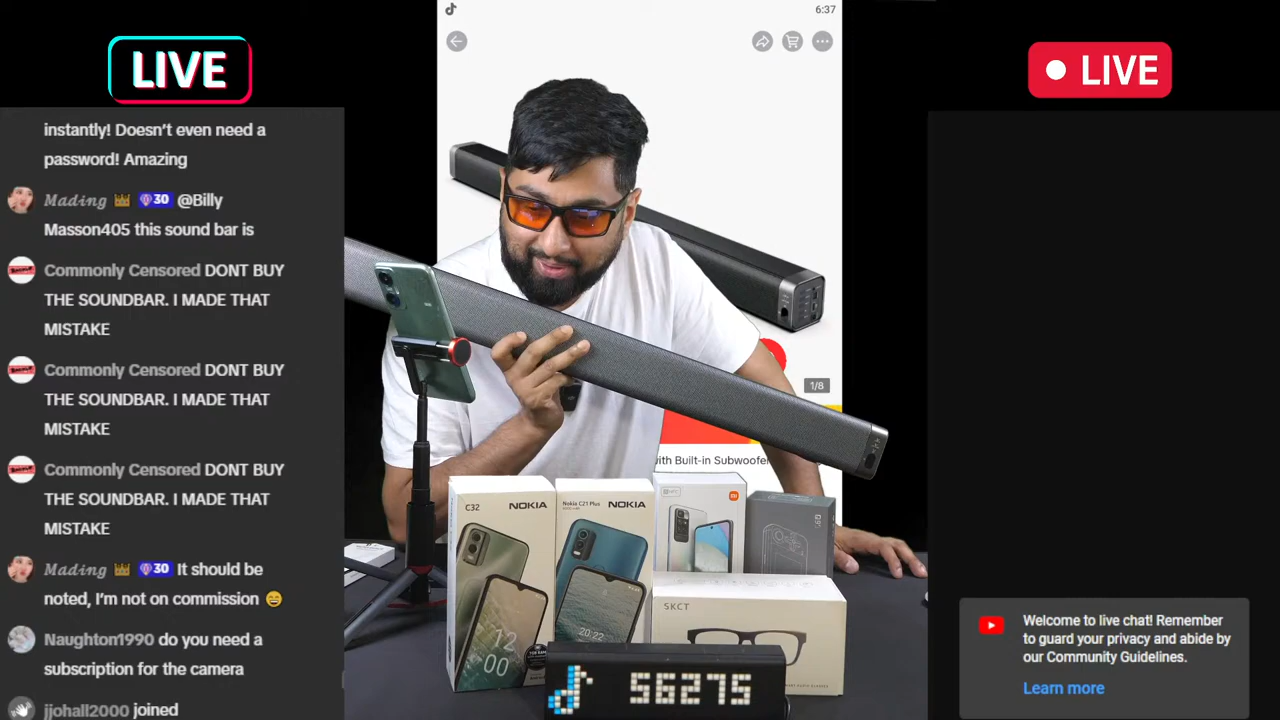 LIVE
instantly! Doesn't even need a
password! Amazing
Mading 30 @Billy
Masson405 this sound bar is
Commonly Censored DONT BUY
THE SOUNDBAR. I MADE THAT
MISTAKE
Commonly Censored DONT BUY
THE SOUNDBAR. I MADE THAT
MISTAKE
Commonly Censored DONT BUY
THE SOUNDBAR. I MADE THAT
MISTAKE
Mading 30 It should be
noted, I'm not on commission 😄
Naughton1990 do you need a
subscription for the camera
jjohall2000 joined
6:37
1/8
with Built-in Subwoofer
C32 NOKIA
12
00
Nokia C21 Plus NOKIA
20:22
SKCT
56275
LIVE
Welcome to live chat! Remember
to guard your privacy and abide by
our Community Guidelines.
Learn more